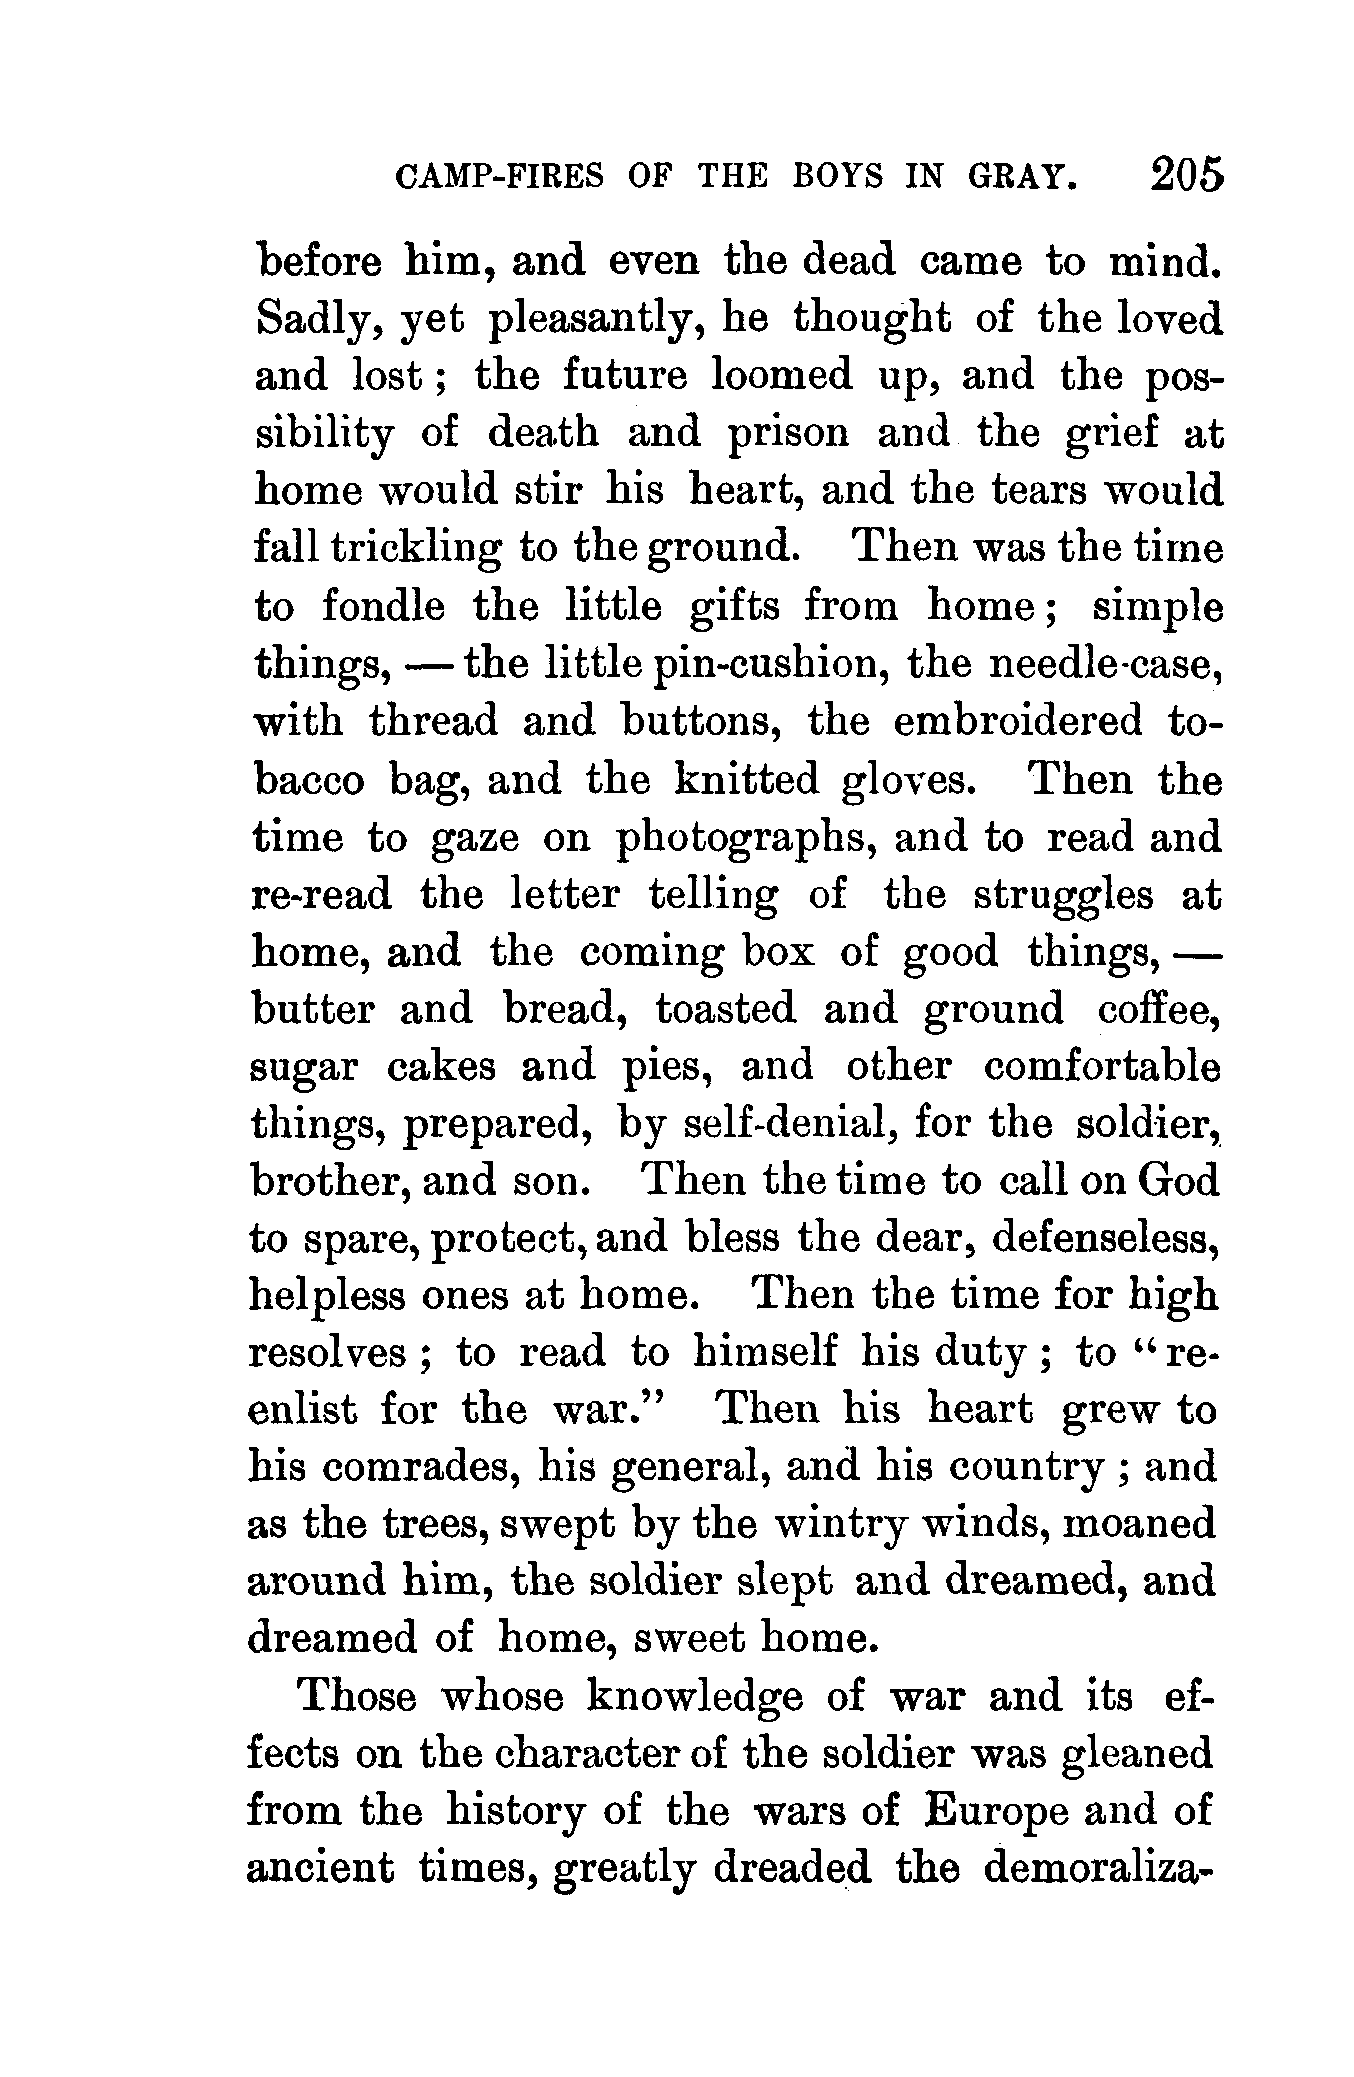 CAMP-FIRES OF THE BOYS IN GRAY. 205
before him, and even the dead came to mind.
Sadly, yet pleasantly, he thought of the loved
and lost ; the future loomed up, and the pos-
sibility of death and prison and the grief at
home would stir his heart, and the tears would
fall trickling to the ground. Then was the time
to fondle the little gifts from home ; simple
things, — the little pin-cushion, the needle-case,
with thread and buttons, the embroidered to-
bacco bag, and the knitted gloves. Then the
time to gaze on photographs, and to read and
re-read the letter telling of the struggles at
home, and the coming box of good things, —
butter and bread, toasted and ground coffee,
sugar cakes and pies, and other comfortable
things, prepared, by self-denial, for the soldier,
brother, and son. Then the time to call on God
to spare, protect, and bless the dear, defenseless,
helpless ones at home. Then the time for high
resolves ; to read to himself his duty ; to “ re-
enlist for the war.” Then his heart grew to
his comrades, his general, and his country ; and
as the trees, swept by the wintry winds, moaned
around him, the soldier slept and dreamed, and
dreamed of home, sweet home.
Those whose knowledge of war and its ef-
fects on the character of the soldier was gleaned
from the history of the wars of Europe and of
ancient times, greatly dreaded the demoraliza-